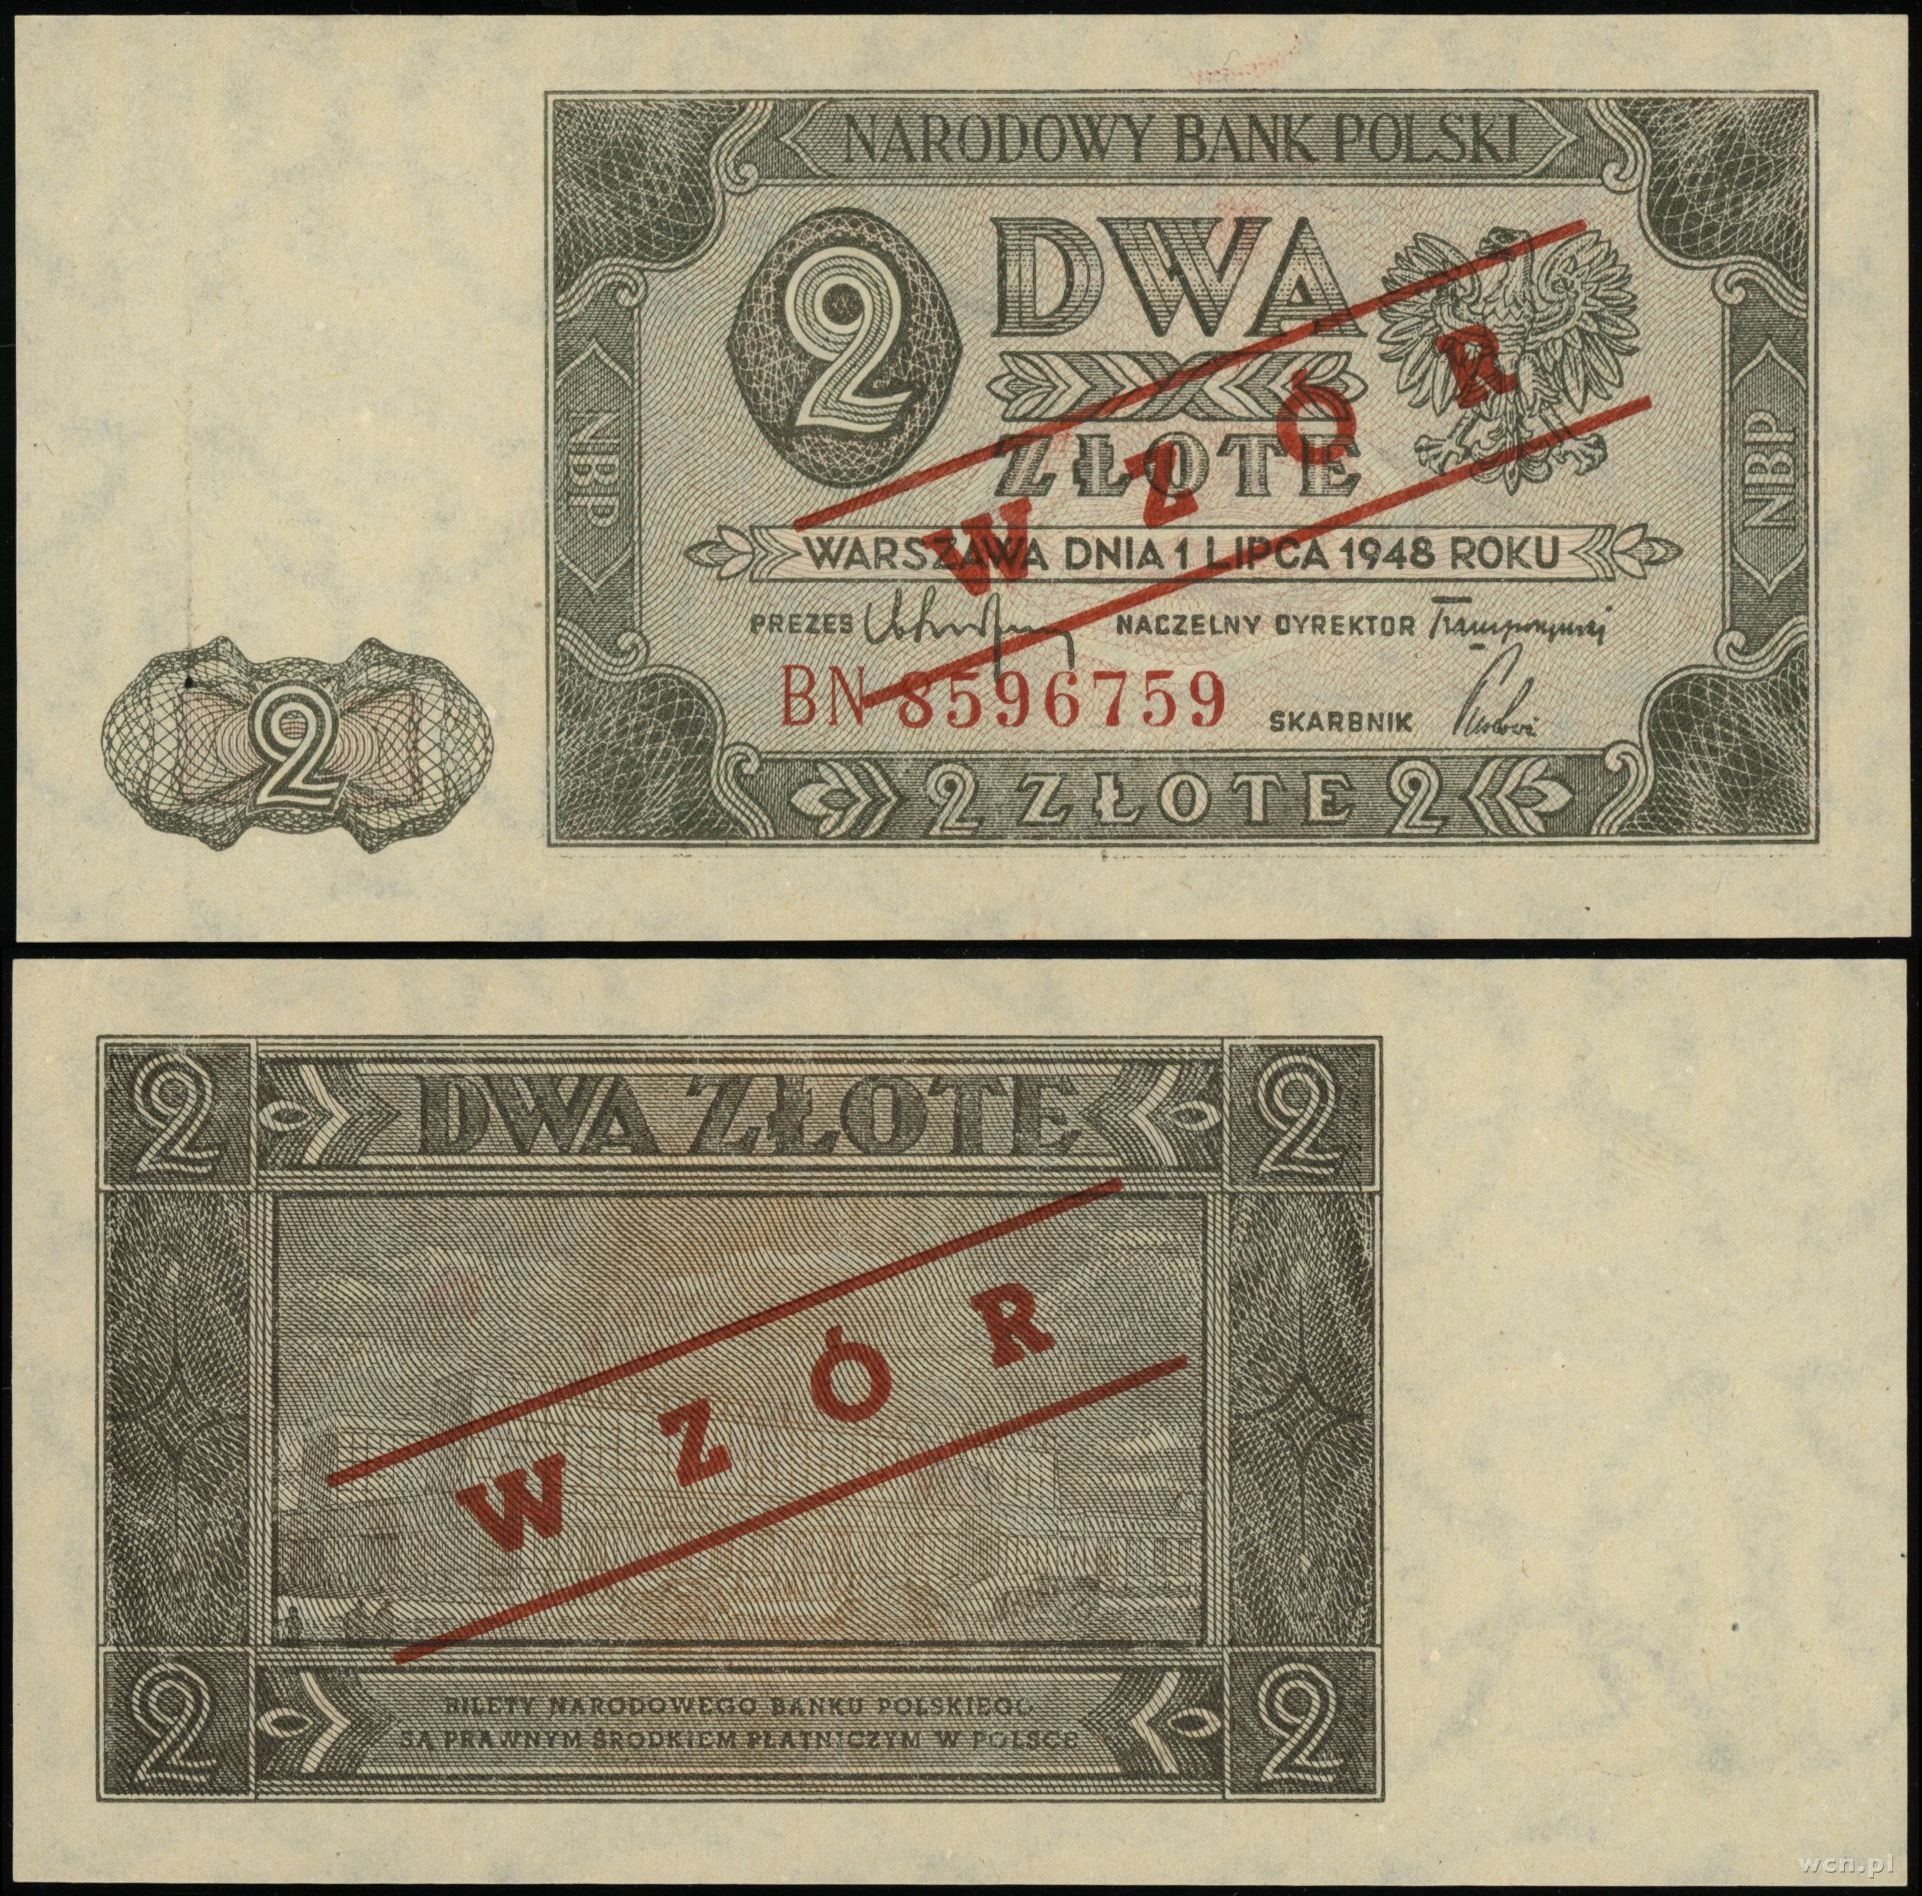 NARODOWY BANK POLSKI
2 DWA
ZŁOTE
WZÓR
NBP
NBP
WARSZAWA DNIA 1 LIPCA 1948 ROKU
PREZES NACZELNY DYREKTOR
BN 8596759 SKARBNIK
2
2 ZŁOTE 2
2 DWA ZŁOTE 2
WZÓR
2 BILETY NARODOWEGO BANKU POLSKIEGO 2
SĄ PRAWNYM ŚRODKIEM PŁATNICZYM W POLSCE
wcn.pl